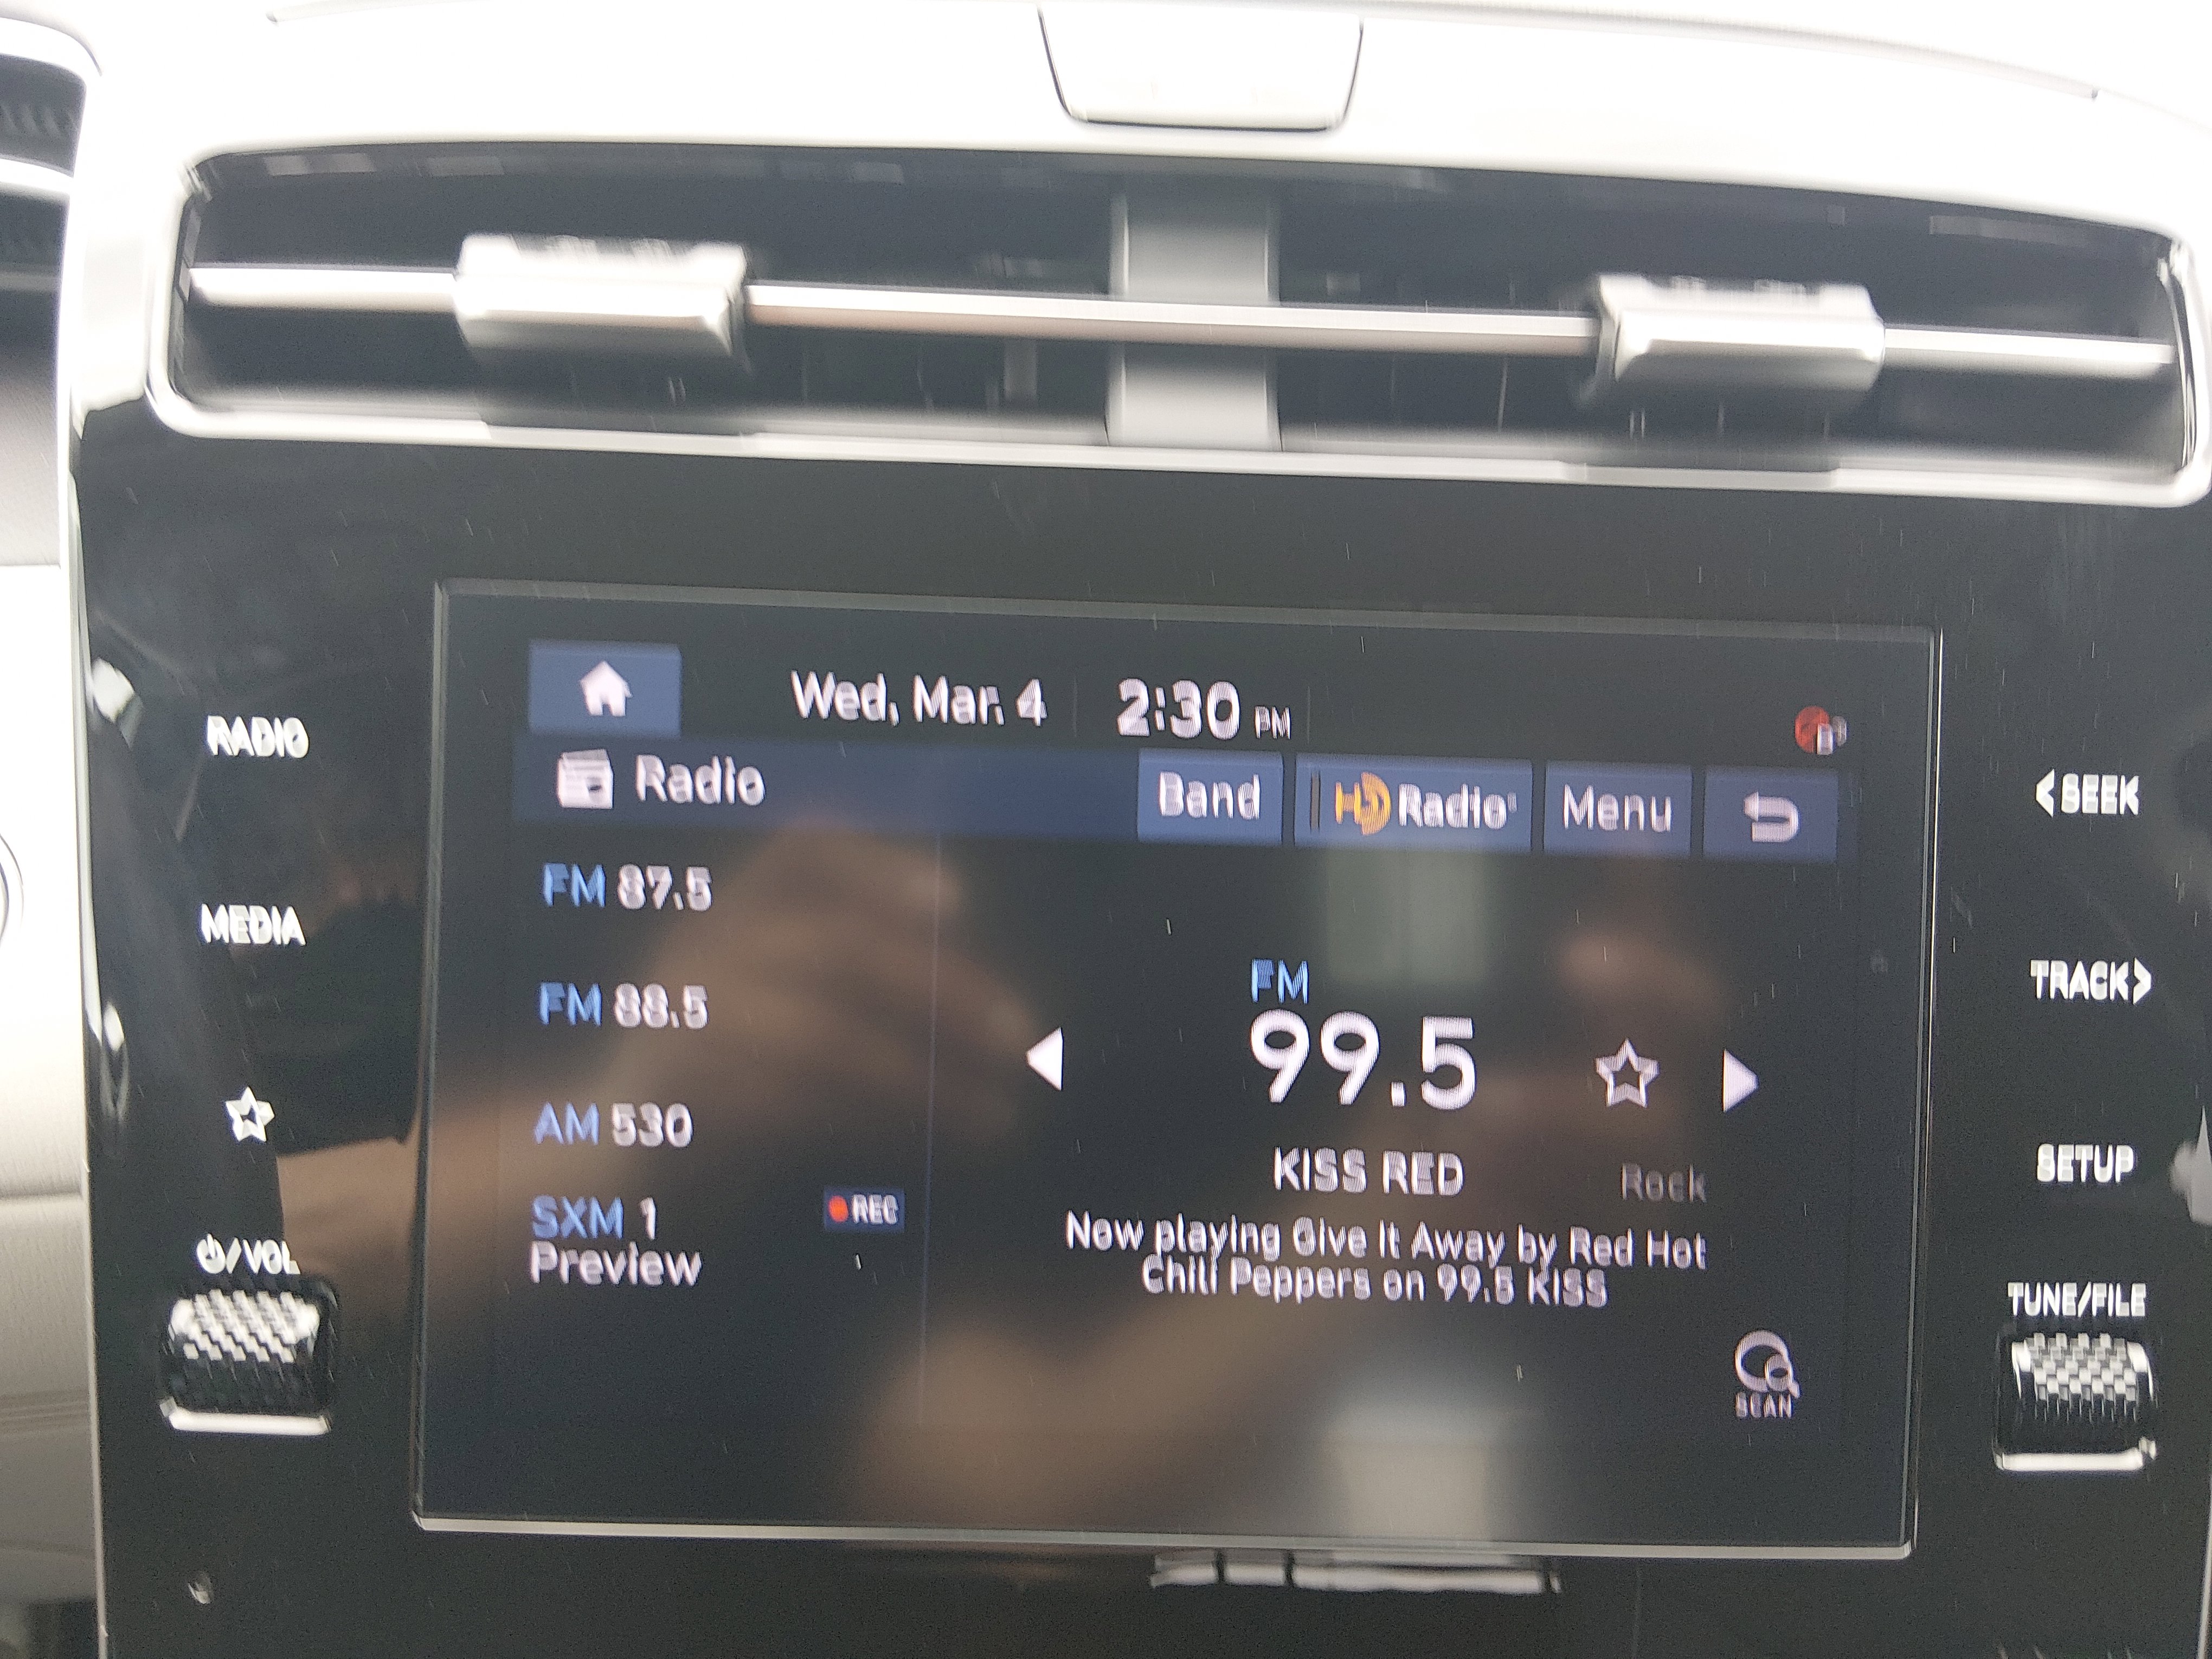 Wed, Mar. 4 2:30 PM
Radio Band HD Radio Menu
FM 87.5
FM 88.5
AM 530
SXM 1 REC
Preview
FM
99.5
KISS RED Rock
Now playing Give It Away by Red Hot
Chili Peppers on 99.5 KISS
SCAN
RADIO
MEDIA
/VOL
<SEEK
TRACK>
SETUP
TUNE/FILE